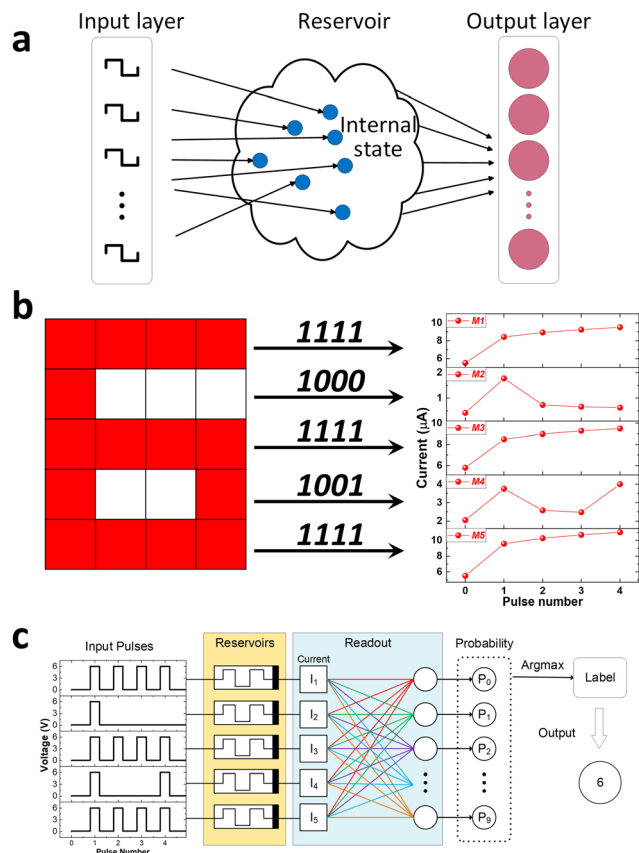 a
Input layer
Reservoir
Output layer
Internal
state
b
1111
1000
1111
1001
1111
Current (μA)
M1
10
8
6
M2
2
1
M3
10
8
6
M4
4
3
2
M5
10
8
6
0 1 2 3 4
Pulse number
c
Input Pulses
Reservoirs
Readout
Probability
Voltage (V)
6
3
0
6
3
0
6
3
0
6
3
0
6
3
0
0 1 2 3 4
Pulse Number
Current
I1
I2
I3
I4
I5
P0
P1
P2
P9
Argmax
Label
Output
6